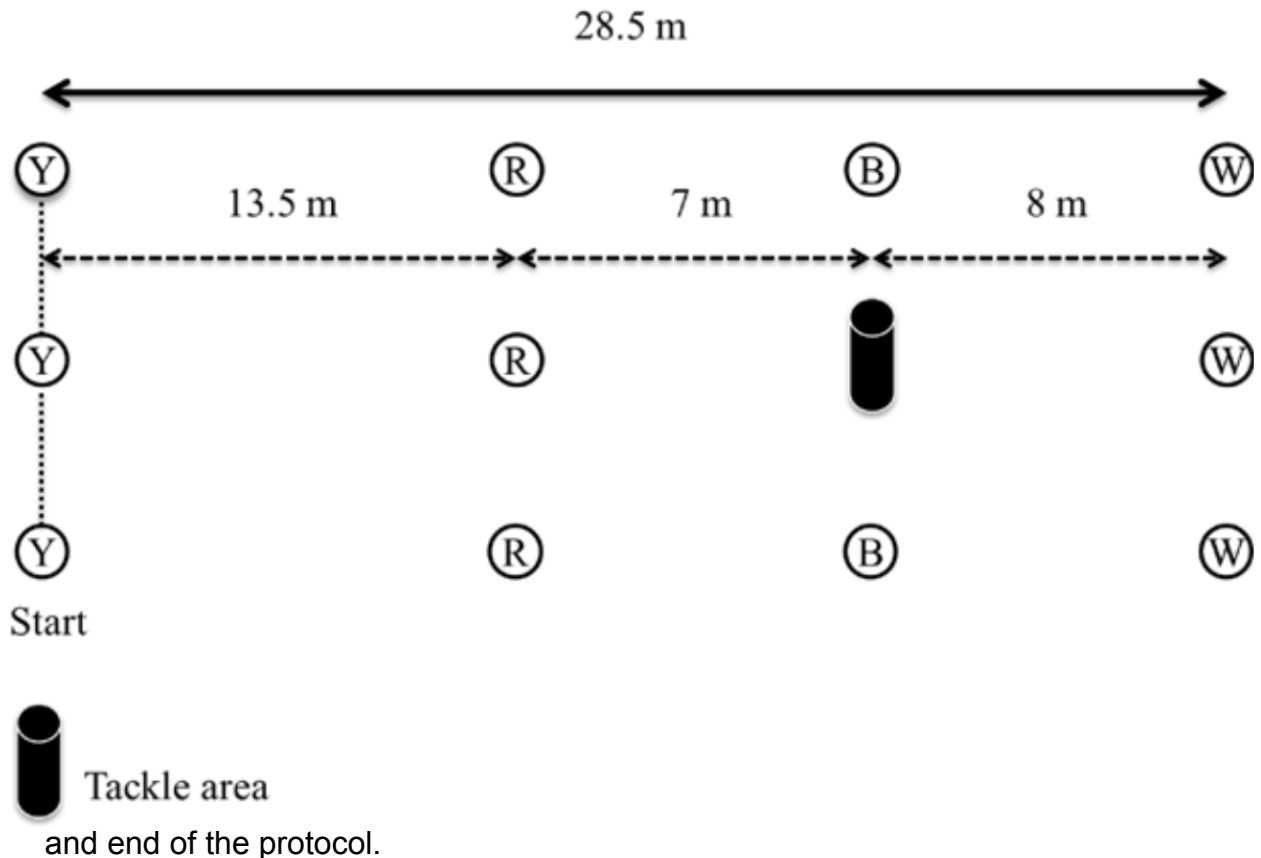 28.5 m
Y R B W
13.5 m 7 m 8 m
Y R W
Y R B W
Start
Tackle area
and end of the protocol.